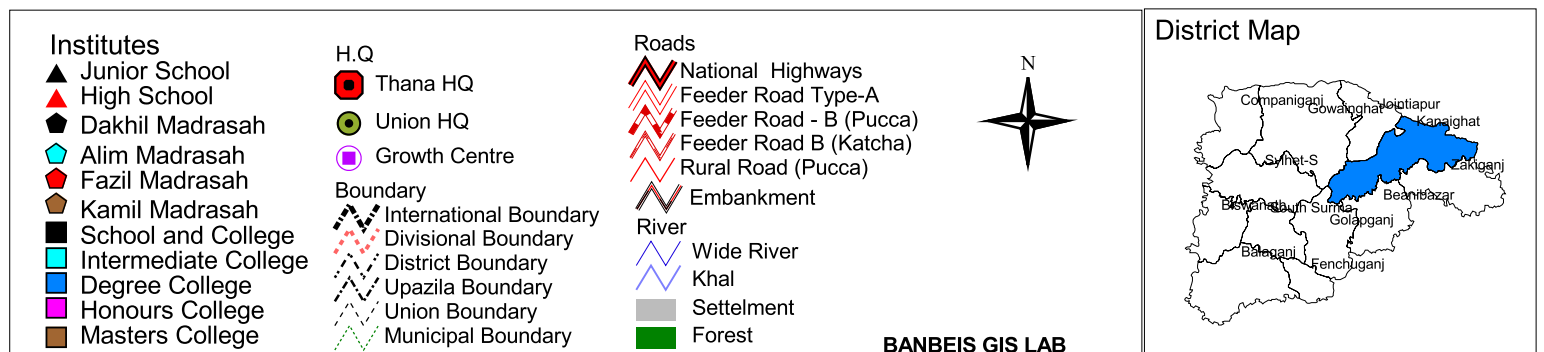 Institutes
Junior School
High School
Dakhil Madrasah
Alim Madrasah
Fazil Madrasah
Kamil Madrasah
School and College
Intermediate College
Degree College
Honours College
Masters College
H.Q
Thana HQ
Union HQ
Growth Centre
Boundary
International Boundary
Divisional Boundary
District Boundary
Upazila Boundary
Union Boundary
Municipal Boundary
Roads
National Highways
Feeder Road Type-A
Feeder Road - B (Pucca)
Feeder Road B (Katcha)
Rural Road (Pucca)
Embankment
River
Wide River
Khal
Settelment
Forest
N
BANBEIS GIS LAB
District Map
Companiganj
Gowainghat
Jointiapur
Kanaighat
Sylhet-S
Zakiganj
Beanibazar
Biswanath
South Surma
Golapganj
Balaganj
Fenchuganj